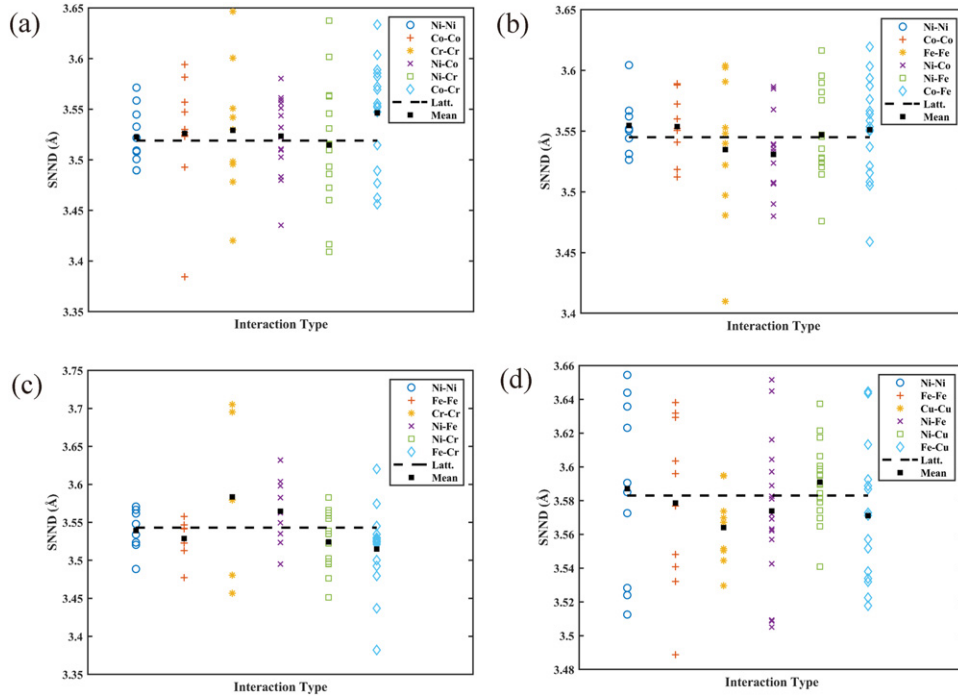 (a)
3.65
3.6
3.55
3.5
3.45
3.4
3.35
SNND (Å)
Interaction Type
Ni-Ni
Co-Co
Cr-Cr
Ni-Co
Ni-Cr
Co-Cr
Latt.
Mean
(b)
3.65
3.6
3.55
3.5
3.45
3.4
SNND (Å)
Interaction Type
Ni-Ni
Co-Co
Fe-Fe
Ni-Co
Ni-Fe
Co-Fe
Latt.
Mean
(c)
3.75
3.7
3.65
3.6
3.55
3.5
3.45
3.4
3.35
SNND (Å)
Interaction Type
Ni-Ni
Fe-Fe
Cr-Cr
Ni-Fe
Ni-Cr
Fe-Cr
Latt.
Mean
(d)
3.66
3.64
3.62
3.6
3.58
3.56
3.54
3.52
3.5
3.48
SNND (Å)
Interaction Type
Ni-Ni
Fe-Fe
Cu-Cu
Ni-Fe
Ni-Cu
Fe-Cu
Latt.
Mean